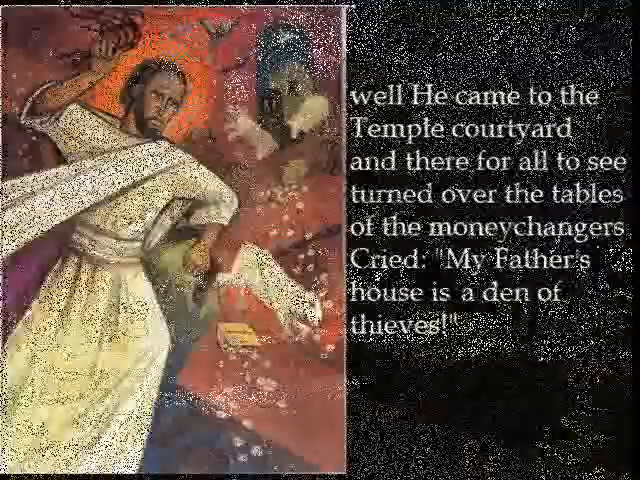 well He came to the
Temple courtyard
and there for all to see
turned over the tables
of the moneychangers
Cried: "My Father's
house is a den of
thieves!"